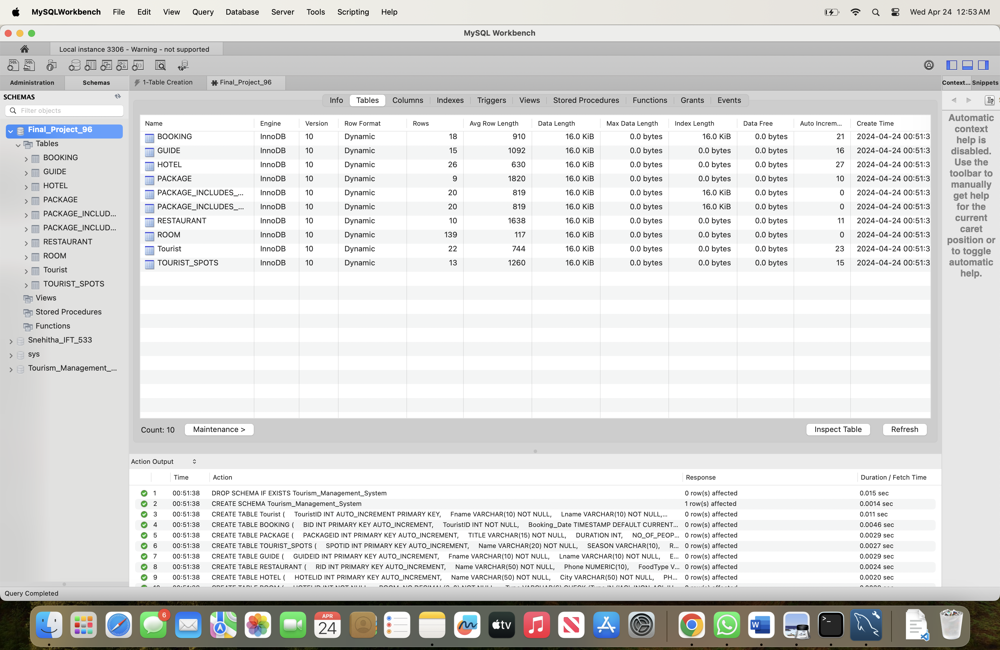 MySQLWorkbench File Edit View Query Database Server Tools Scripting Help Wed Apr 24 12:53 AM
MySQL Workbench
Local instance 3306 - Warning - not supported
Administration Schemas 1-Table Creation Final_Project_96 Context... Snippets
SCHEMAS
Filter objects
Final_Project_96
Tables
BOOKING
GUIDE
HOTEL
PACKAGE
PACKAGE_INCLUD...
PACKAGE_INCLUD...
RESTAURANT
ROOM
Tourist
TOURIST_SPOTS
Views
Stored Procedures
Functions
Snehitha_IFT_533
sys
Tourism_Management_...
Info Tables Columns Indexes Triggers Views Stored Procedures Functions Grants Events
Name Engine Version Row Format Rows Avg Row Length Data Length Max Data Length Index Length Data Free Auto Increm... Create Time
BOOKING InnoDB 10 Dynamic 18 910 16.0 KiB 0.0 bytes 16.0 KiB 0.0 bytes 21 2024-04-24 00:51:3
GUIDE InnoDB 10 Dynamic 15 1092 16.0 KiB 0.0 bytes 0.0 bytes 0.0 bytes 16 2024-04-24 00:51:3
HOTEL InnoDB 10 Dynamic 26 630 16.0 KiB 0.0 bytes 0.0 bytes 0.0 bytes 27 2024-04-24 00:51:3
PACKAGE InnoDB 10 Dynamic 9 1820 16.0 KiB 0.0 bytes 0.0 bytes 0.0 bytes 10 2024-04-24 00:51:3
PACKAGE_INCLUDES_... InnoDB 10 Dynamic 20 819 16.0 KiB 0.0 bytes 16.0 KiB 0.0 bytes 0 2024-04-24 00:51:3
PACKAGE_INCLUDES_... InnoDB 10 Dynamic 20 819 16.0 KiB 0.0 bytes 16.0 KiB 0.0 bytes 0 2024-04-24 00:51:3
RESTAURANT InnoDB 10 Dynamic 10 1638 16.0 KiB 0.0 bytes 0.0 bytes 0.0 bytes 11 2024-04-24 00:51:3
ROOM InnoDB 10 Dynamic 139 117 16.0 KiB 0.0 bytes 0.0 bytes 0.0 bytes 0 2024-04-24 00:51:3
Tourist InnoDB 10 Dynamic 22 744 16.0 KiB 0.0 bytes 0.0 bytes 0.0 bytes 23 2024-04-24 00:51:3
TOURIST_SPOTS InnoDB 10 Dynamic 13 1260 16.0 KiB 0.0 bytes 0.0 bytes 0.0 bytes 15 2024-04-24 00:51:3
Count: 10 Maintenance > Inspect Table Refresh
Automatic
context
help is
disabled.
Use the
toolbar to
manually
get help
for the
current
caret
position or
to toggle
automatic
help.
Action Output
Time Action Response Duration / Fetch Time
1 00:51:38 DROP SCHEMA IF EXISTS Tourism_Management_System 0 row(s) affected 0.015 sec
2 00:51:38 CREATE SCHEMA Tourism_Management_System 1 row(s) affected 0.0014 sec
3 00:51:38 CREATE TABLE Tourist ( TouristID INT AUTO_INCREMENT PRIMARY KEY, Fname VARCHAR(10) NOT NULL, Lname VARCHAR(10) NOT NULL,... 0 row(s) affected 0.011 sec
4 00:51:38 CREATE TABLE BOOKING ( BID INT PRIMARY KEY AUTO_INCREMENT, TouristID INT NOT NULL, Booking_Date TIMESTAMP DEFAULT CURRENT... 0 row(s) affected 0.0046 sec
5 00:51:38 CREATE TABLE PACKAGE ( PACKAGEID INT PRIMARY KEY AUTO_INCREMENT, TITLE VARCHAR(15) NOT NULL, DURATION INT, NO_OF_PEOP... 0 row(s) affected 0.0029 sec
6 00:51:38 CREATE TABLE TOURIST_SPOTS ( SPOTID INT PRIMARY KEY AUTO_INCREMENT, Name VARCHAR(20) NOT NULL, SEASON VARCHAR(10), R... 0 row(s) affected 0.0027 sec
7 00:51:38 CREATE TABLE GUIDE ( GUIDEID INT PRIMARY KEY AUTO_INCREMENT, Fname VARCHAR(10) NOT NULL, Lname VARCHAR(10) NOT NULL, E... 0 row(s) affected 0.0029 sec
8 00:51:38 CREATE TABLE RESTAURANT ( RID INT PRIMARY KEY AUTO_INCREMENT, Name VARCHAR(50) NOT NULL, Phone NUMERIC(10), FoodType V... 0 row(s) affected 0.0024 sec
9 00:51:38 CREATE TABLE HOTEL ( HOTELID INT PRIMARY KEY AUTO_INCREMENT, Name VARCHAR(50) NOT NULL, City VARCHAR(50) NOT NULL, PH... 0 row(s) affected 0.0020 sec
Query Completed
6
APR
24
tv
W